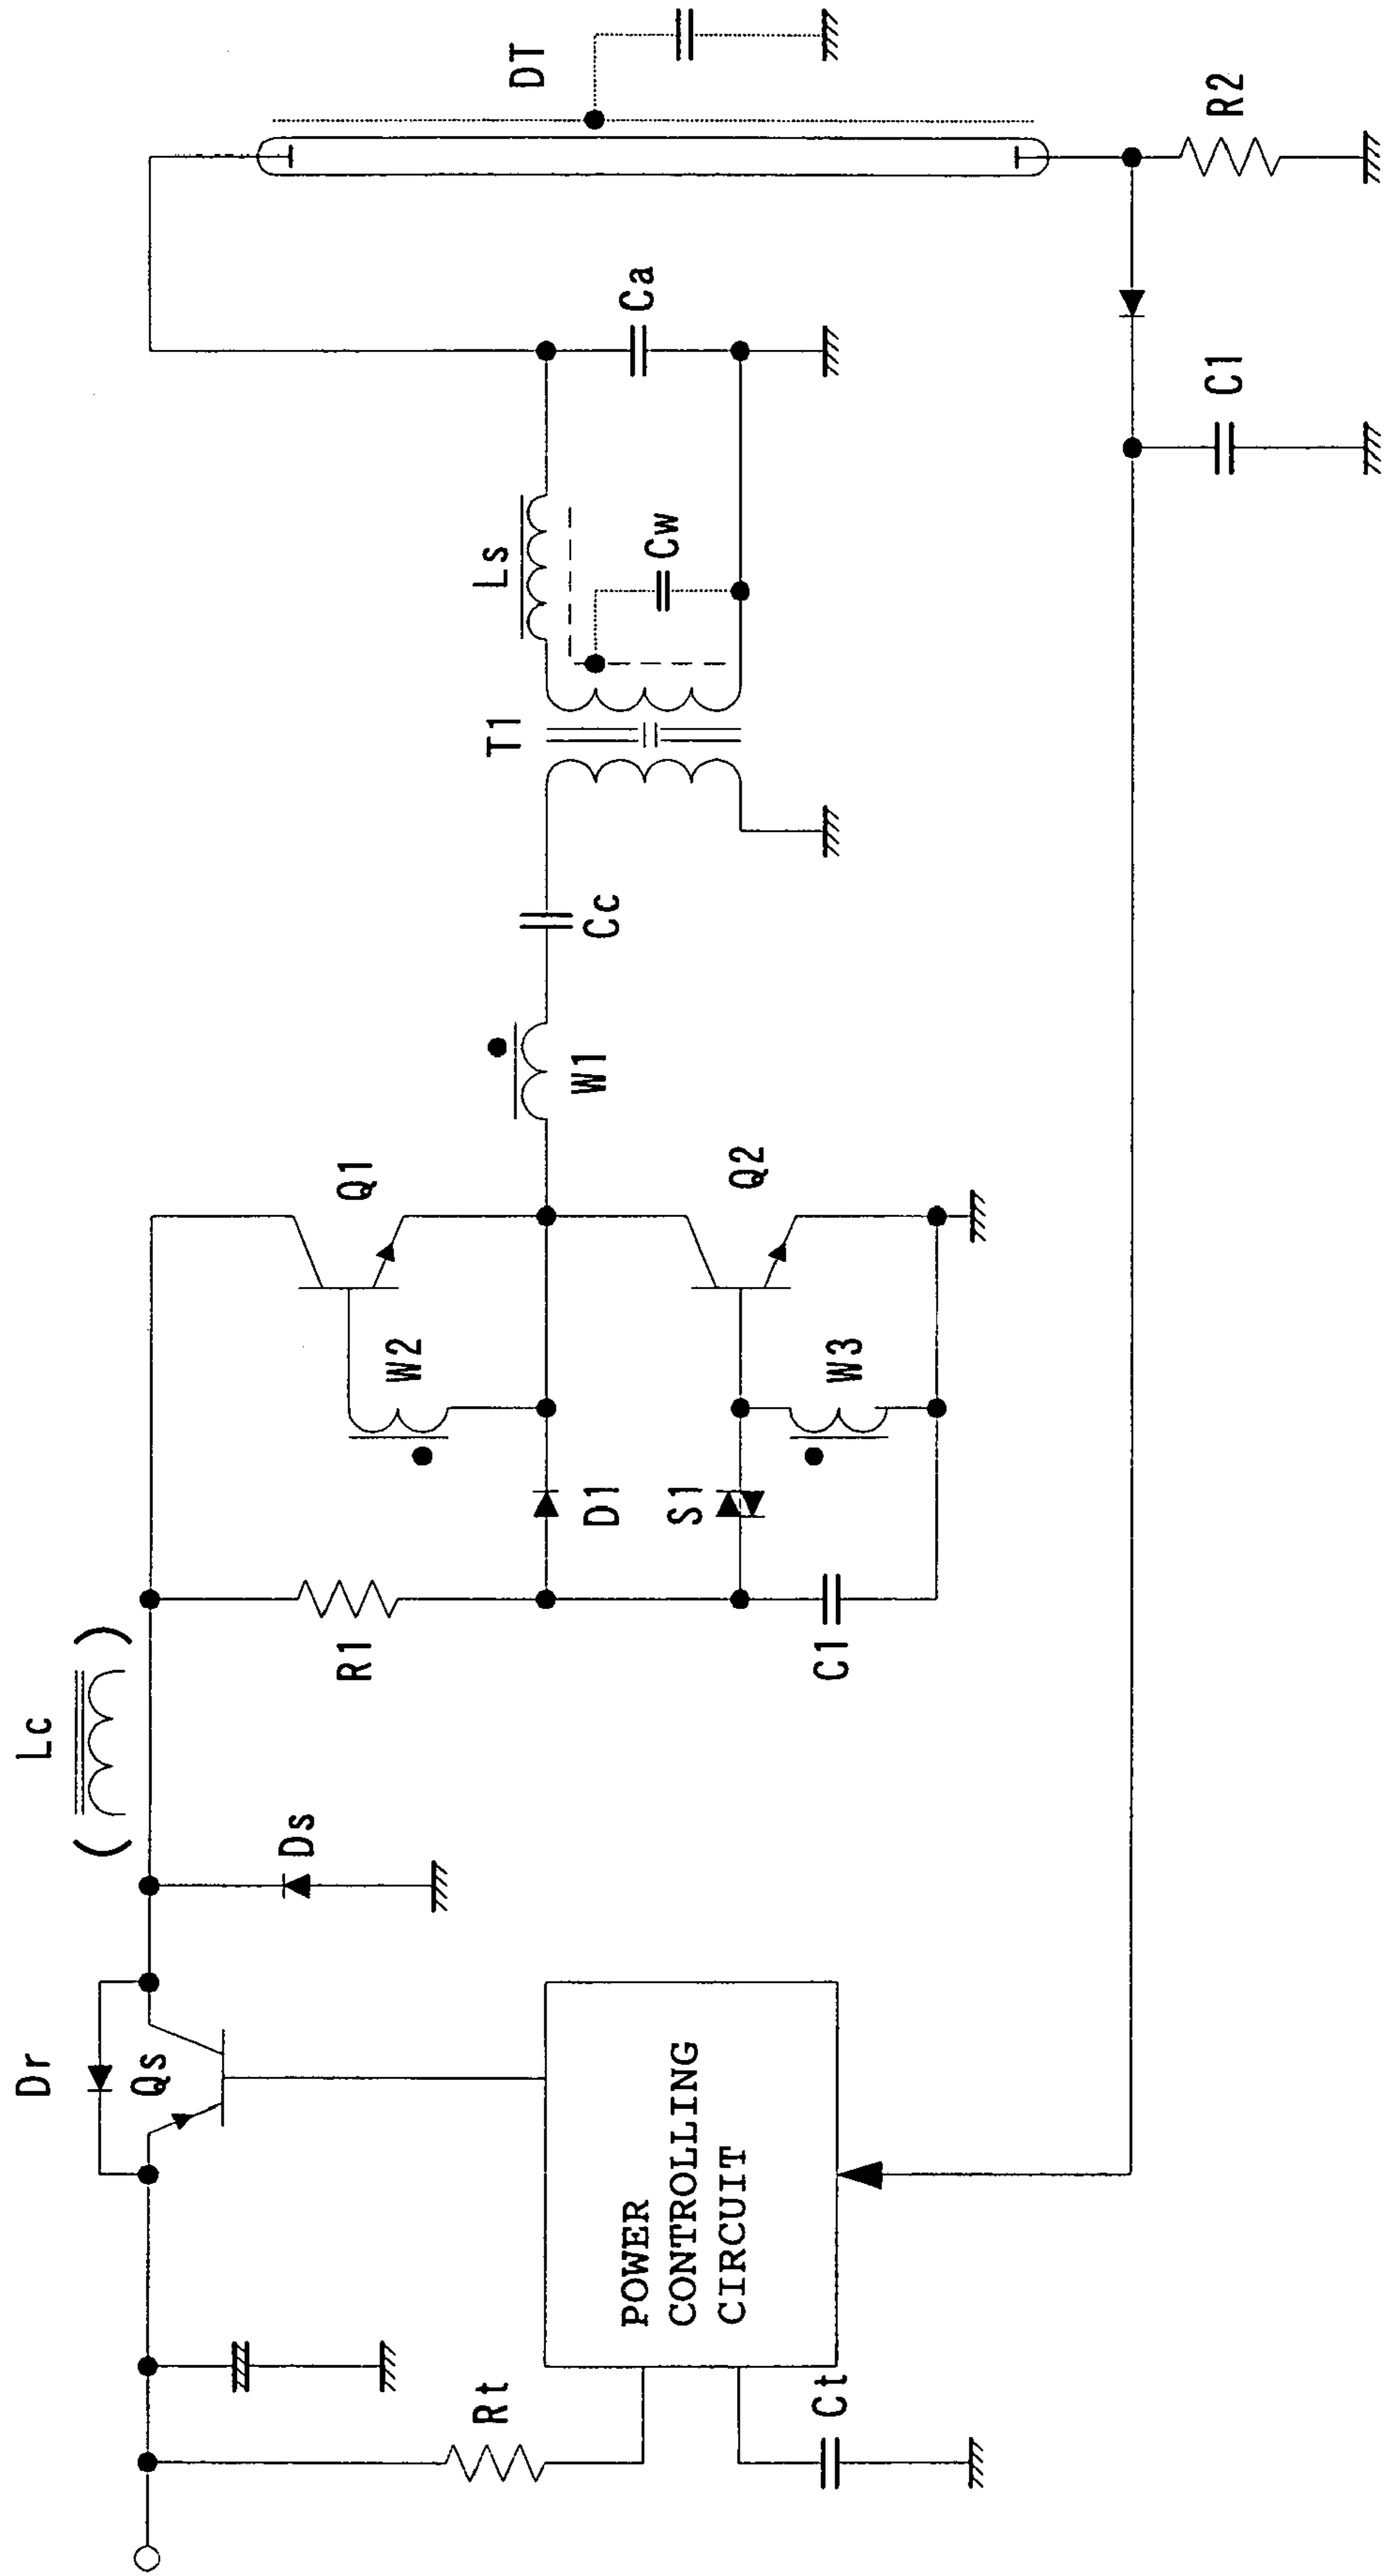 Dr
Qs
Lc
Ds
R1
D1
S1
C1
W2
W3
Q1
Q2
W1
Cc
T1
Ls
Cw
Ca
DT
R2
C1
Rt
Ct
POWER
CONTROLLING
CIRCUIT
( )